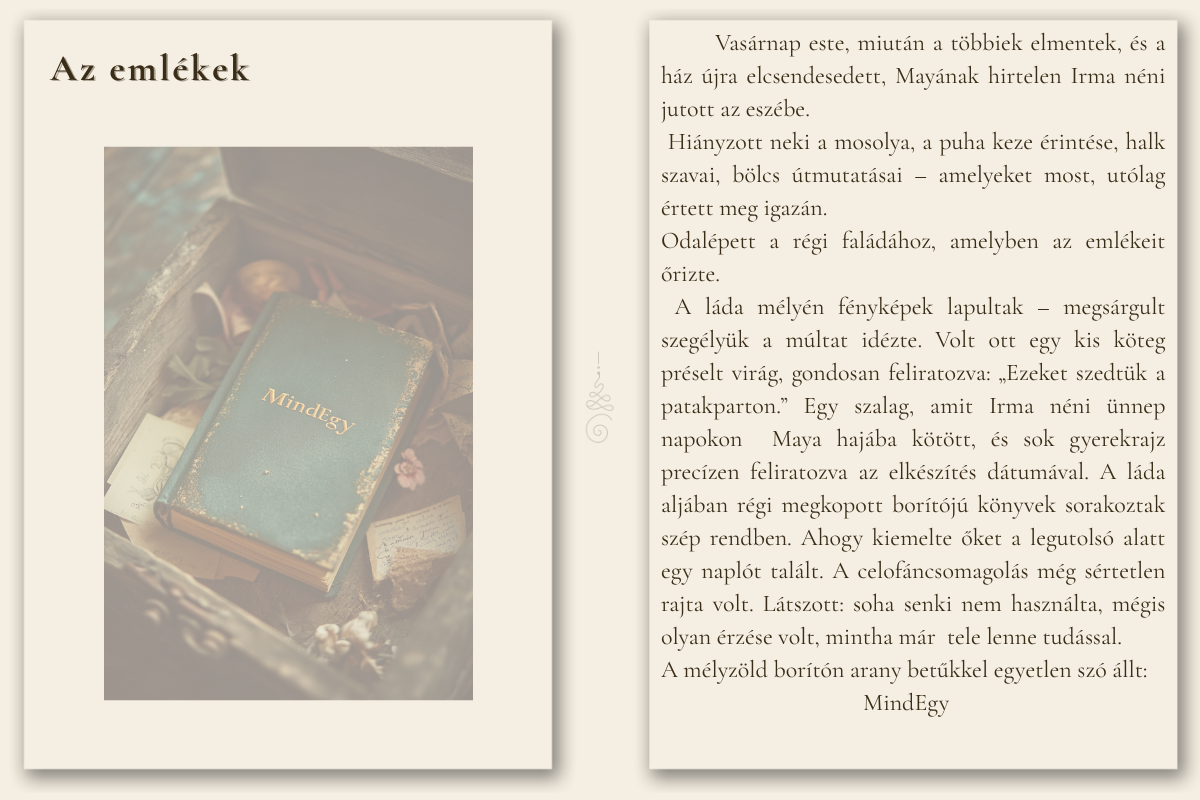 Az emlékek
MindEgy
Vasárnap este, miután a többiek elmentek, és a
ház újra elcsendesedett, Mayának hirtelen Irma néni
jutott az eszébe.
Hiányzott neki a mosolya, a puha keze érintése, halk
szavai, bölcs útmutatásai – amelyeket most, utólag
értett meg igazán.
Odalépett a régi faládához, amelyben az emlékeit
őrizte.
A láda mélyén fényképek lapultak – megsárgult
szegélyük a múltat idézte. Volt ott egy kis köteg
préselt virág, gondosan feliratozva: „Ezeket szedtük a
patakparton.” Egy szalag, amit Irma néni ünnep
napokon Maya hajába kötött, és sok gyerekrajz
precízen feliratozva az elkészítés dátumával. A láda
aljában régi megkopott borítójú könyvek sorakoztak
szép rendben. Ahogy kiemelte őket a legutolsó alatt
egy naplót talált. A celofáncsomagolás még sértetlen
rajta volt. Látszott: soha senki nem használta, mégis
olyan érzése volt, mintha már tele lenne tudással.
A mélyzöld borítón arany betűkkel egyetlen szó állt:
MindEgy